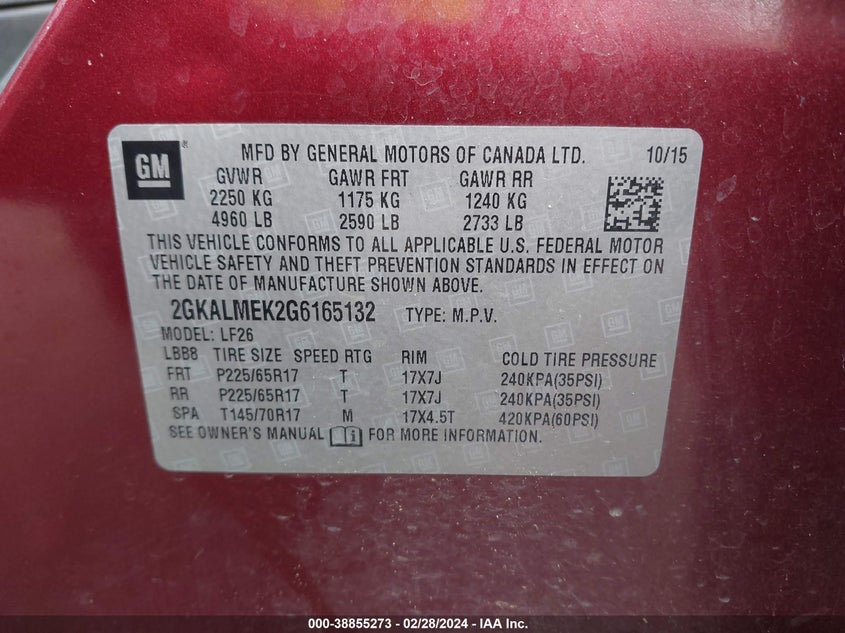 GM MFD BY GENERAL MOTORS OF CANADA LTD. 10/15
GVWR GAWR FRT GAWR RR
2250 KG 1175 KG 1240 KG
4960 LB 2590 LB 2733 LB
THIS VEHICLE CONFORMS TO ALL APPLICABLE U.S. FEDERAL MOTOR
VEHICLE SAFETY AND THEFT PREVENTION STANDARDS IN EFFECT ON
THE DATE OF MANUFACTURE SHOWN ABOVE.
2GKALMEK2G6165132 TYPE: M.P.V.
MODEL: LF26
LBB8 TIRE SIZE SPEED RTG RIM COLD TIRE PRESSURE
FRT P225/65R17 T 17X7J 240KPA(35PSI)
RR P225/65R17 T 17X7J 240KPA(35PSI)
SPA T145/70R17 M 17X4.5T 420KPA(60PSI)
SEE OWNER'S MANUAL FOR MORE INFORMATION.
000-38855273 - 02/28/2024 - IAA Inc.